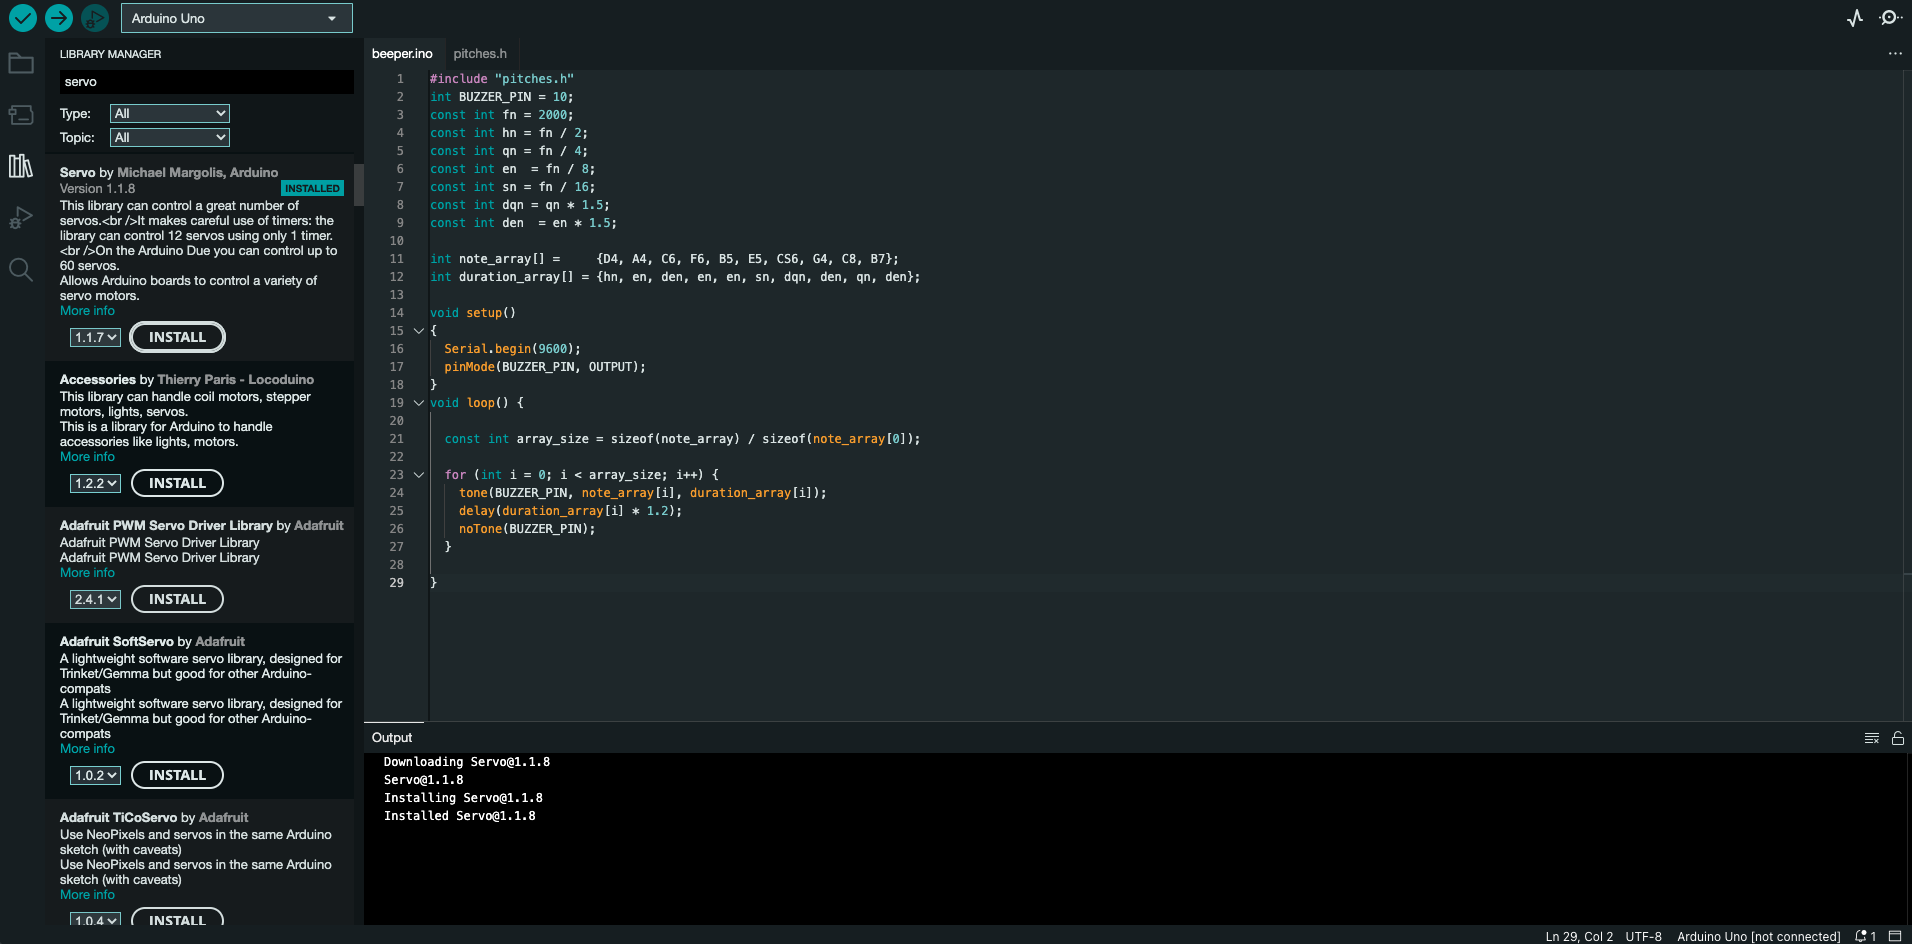 Arduino Uno
LIBRARY MANAGER
servo
Type: All
Topic: All
Servo by Michael Margolis, Arduino
Version 1.1.8 INSTALLED
This library can control a great number of
servos.<br />It makes careful use of timers: the
library can control 12 servos using only 1 timer.
<br />On the Arduino Due you can control up to
60 servos.
Allows Arduino boards to control a variety of
servo motors.
More info
1.1.7 INSTALL
Accessories by Thierry Paris - Locoduino
This library can handle coil motors, stepper
motors, lights, servos.
This is a library for Arduino to handle
accessories like lights, motors.
More info
1.2.2 INSTALL
Adafruit PWM Servo Driver Library by Adafruit
Adafruit PWM Servo Driver Library
Adafruit PWM Servo Driver Library
More info
2.4.1 INSTALL
Adafruit SoftServo by Adafruit
A lightweight software servo library, designed for
Trinket/Gemma but good for other Arduino-
compats
A lightweight software servo library, designed for
Trinket/Gemma but good for other Arduino-
compats
More info
1.0.2 INSTALL
Adafruit TiCoServo by Adafruit
Use NeoPixels and servos in the same Arduino
sketch (with caveats)
Use NeoPixels and servos in the same Arduino
sketch (with caveats)
More info
1.0.4 INSTALL
beeper.ino pitches.h
1 #include "pitches.h"
2 int BUZZER_PIN = 10;
3 const int fn = 2000;
4 const int hn = fn / 2;
5 const int qn = fn / 4;
6 const int en  = fn / 8;
7 const int sn = fn / 16;
8 const int dqn = qn * 1.5;
9 const int den  = en * 1.5;
10
11 int note_array[] =     {D4, A4, C6, F6, B5, E5, CS6, G4, C8, B7};
12 int duration_array[] = {hn, en, den, en, en, sn, dqn, den, qn, den};
13
14 void setup()
15 {
16   Serial.begin(9600);
17   pinMode(BUZZER_PIN, OUTPUT);
18 }
19 void loop() {
20
21   const int array_size = sizeof(note_array) / sizeof(note_array[0]);
22
23   for (int i = 0; i < array_size; i++) {
24     tone(BUZZER_PIN, note_array[i], duration_array[i]);
25     delay(duration_array[i] * 1.2);
26     noTone(BUZZER_PIN);
27   }
28
29 }
Output
Downloading Servo@1.1.8
Servo@1.1.8
Installing Servo@1.1.8
Installed Servo@1.1.8
Ln 29, Col 2 UTF-8 Arduino Uno [not connected] 1